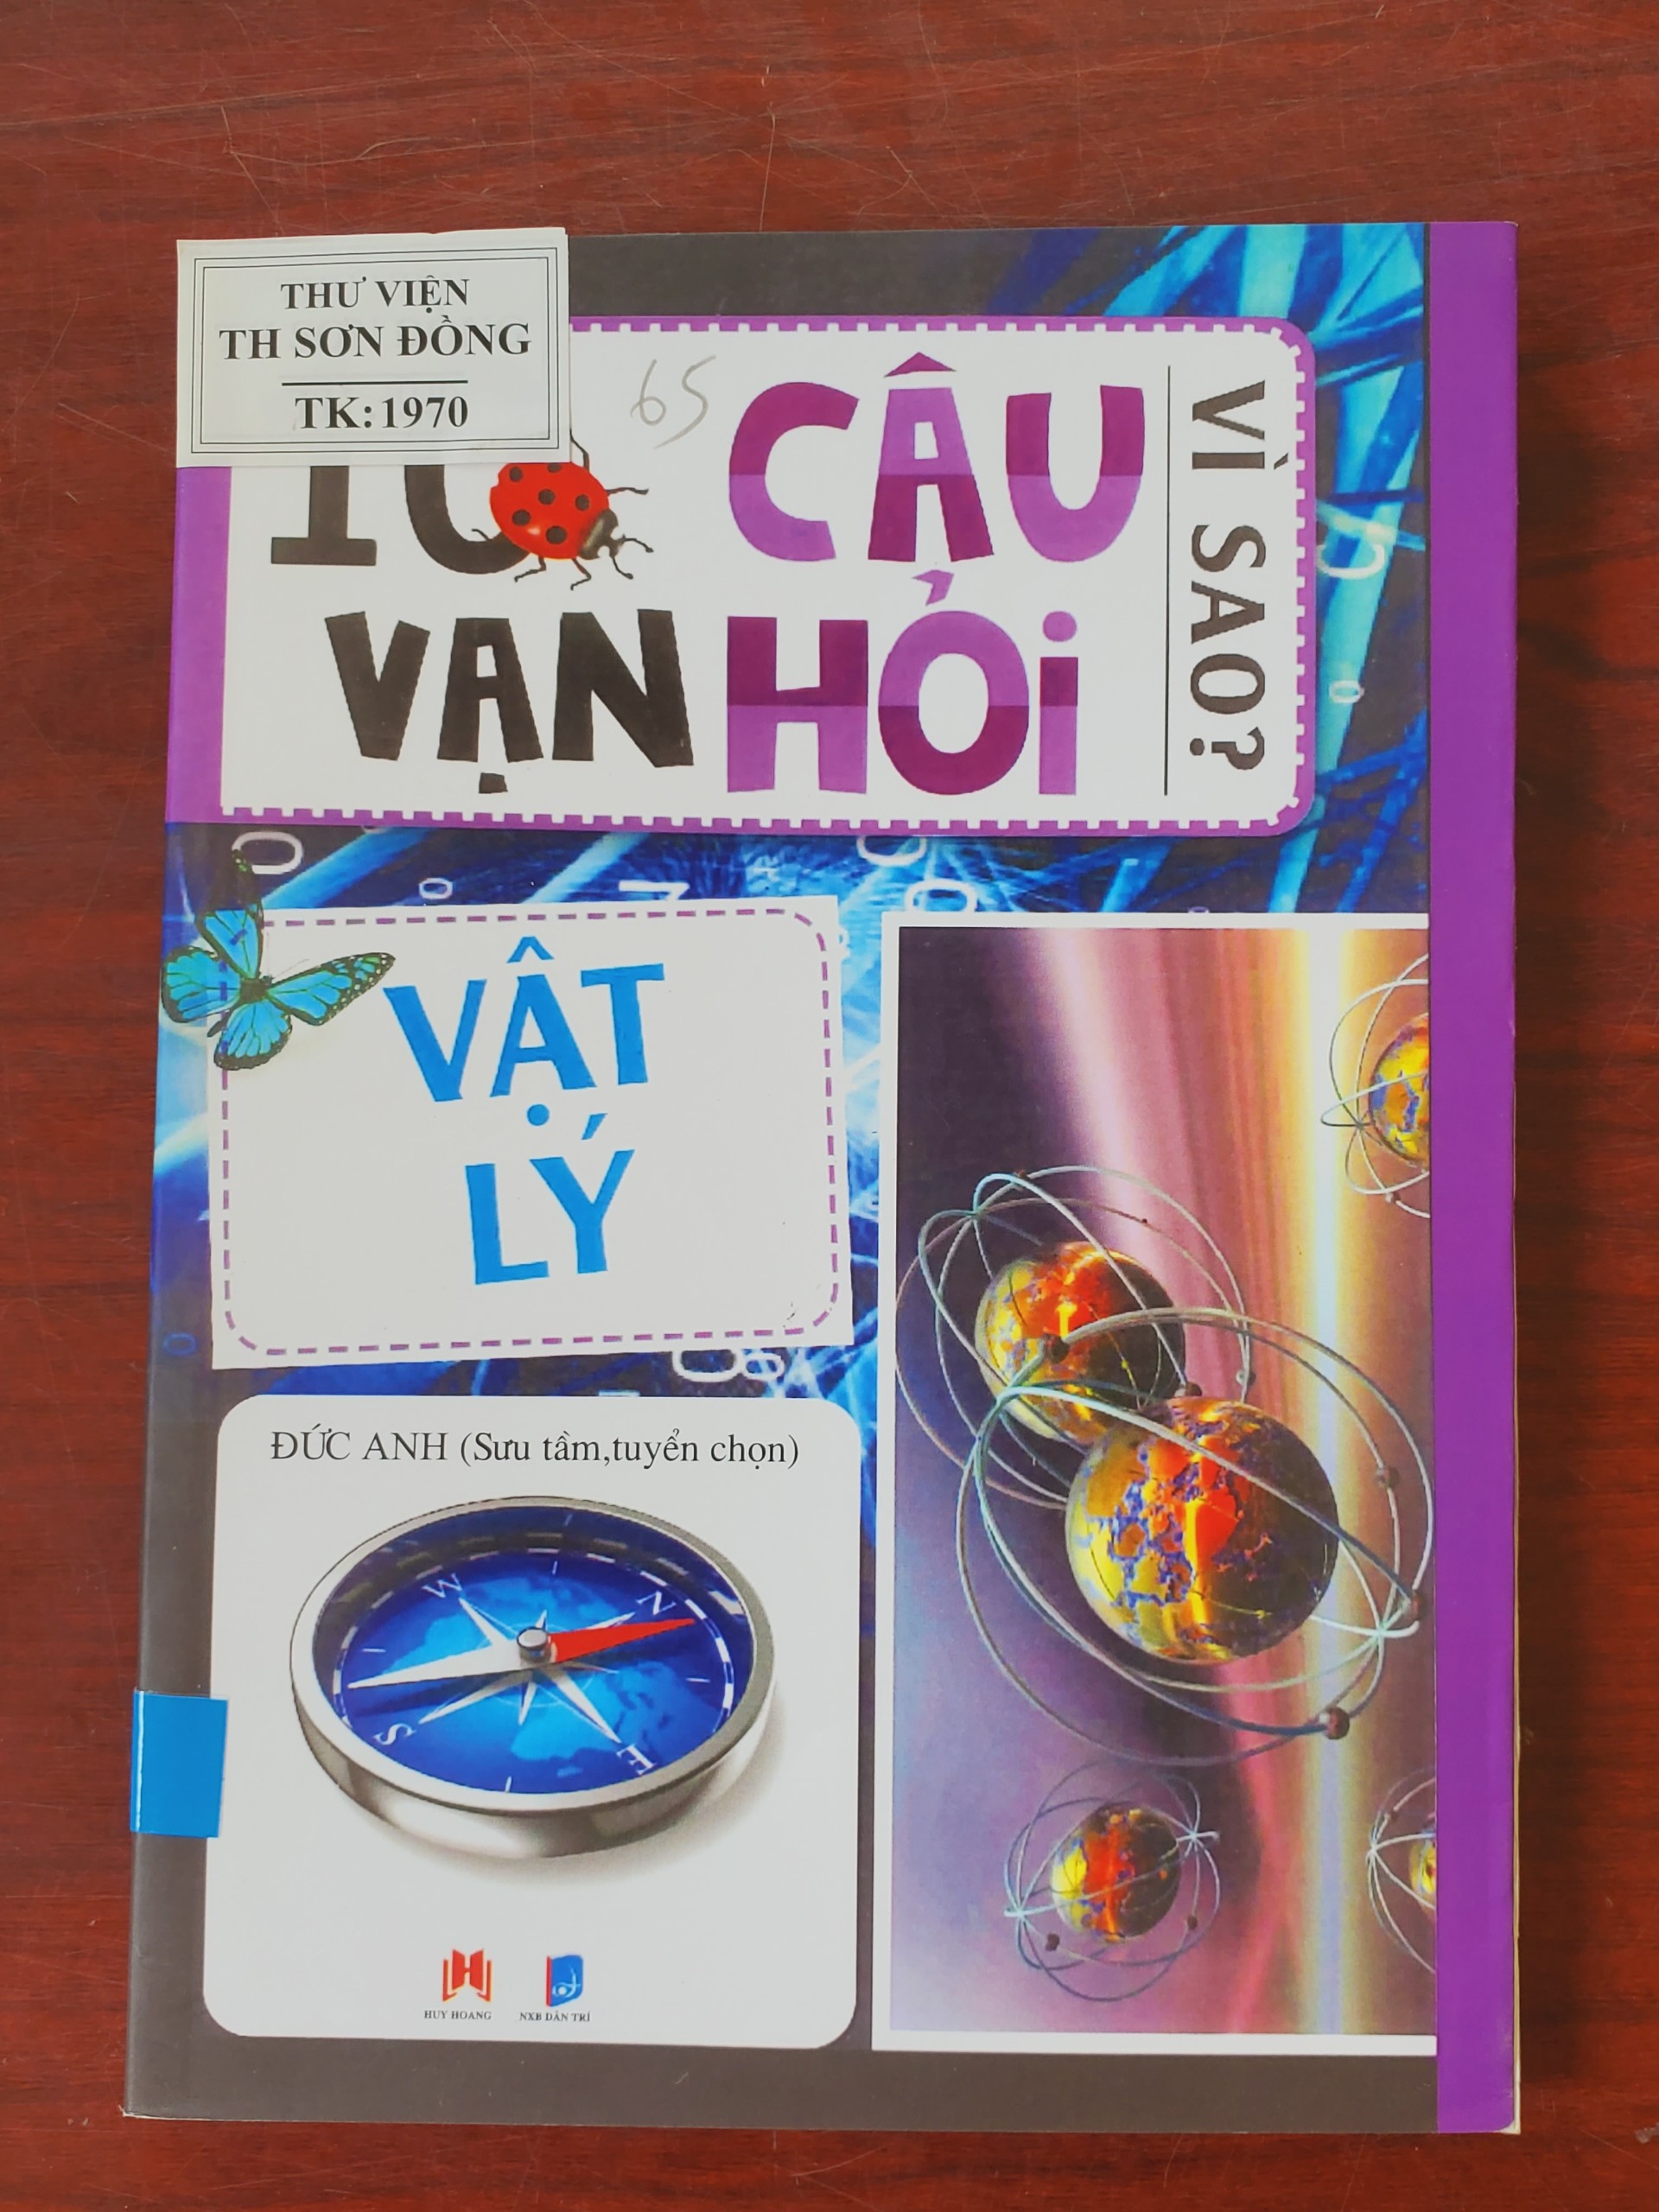 THƯ VIỆN
TH SƠN ĐỒNG
TK:1970
65
10
VẠN
CÂU
HỎi
VÌ SAO?
VẬT
LÝ
ĐỨC ANH (Sưu tầm,tuyển chọn)
W
N
S
E
HUY HOANG
NXB DÂN TRÍ